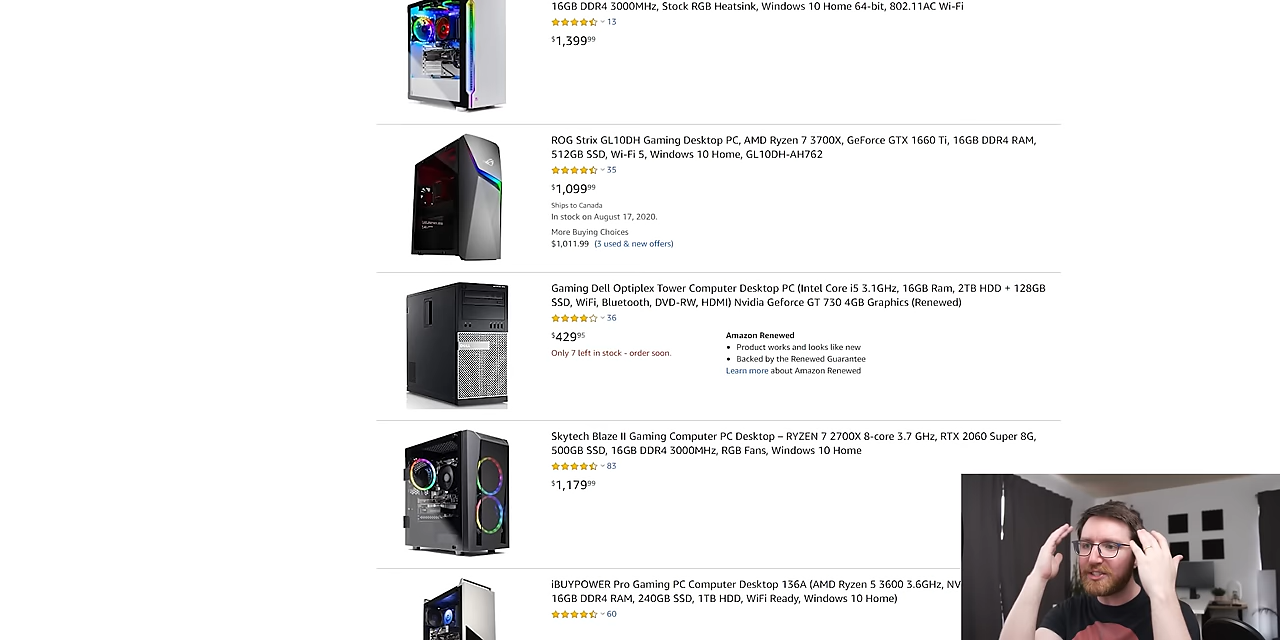 16GB DDR4 3000MHz, Stock RGB Heatsink, Windows 10 Home 64-bit, 802.11AC Wi-Fi
13
$1,399.99
ROG Strix GL10DH Gaming Desktop PC, AMD Ryzen 7 3700X, GeForce GTX 1660 Ti, 16GB DDR4 RAM,
512GB SSD, Wi-Fi 5, Windows 10 Home, GL10DH-AH762
35
$1,099.99
Ships to Canada
In stock on August 17, 2020.
More Buying Choices
$1,011.99 (3 used & new offers)
Gaming Dell Optiplex Tower Computer Desktop PC (Intel Core i5 3.1GHz, 16GB Ram, 2TB HDD + 128GB
SSD, WiFi, Bluetooth, DVD-RW, HDMI) Nvidia Geforce GT 730 4GB Graphics (Renewed)
36
$429.95
Only 7 left in stock - order soon.
Amazon Renewed
• Product works and looks like new
• Backed by the Renewed Guarantee
Learn more about Amazon Renewed
Skytech Blaze II Gaming Computer PC Desktop – RYZEN 7 2700X 8-core 3.7 GHz, RTX 2060 Super 8G,
500GB SSD, 16GB DDR4 3000MHz, RGB Fans, Windows 10 Home
83
$1,179.99
iBUYPOWER Pro Gaming PC Computer Desktop 136A (AMD Ryzen 5 3600 3.6GHz, NV
16GB DDR4 RAM, 240GB SSD, 1TB HDD, WiFi Ready, Windows 10 Home)
60